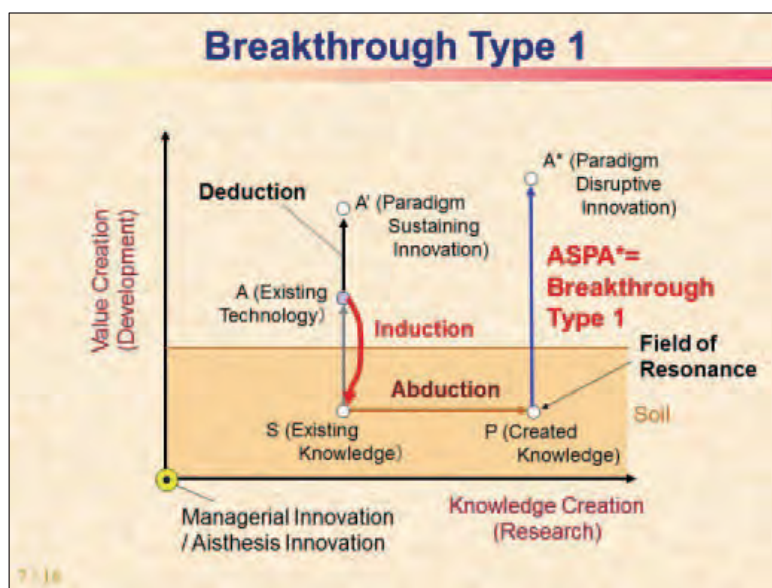 Breakthrough Type 1
Value Creation
(Development)
Deduction
A' (Paradigm
Sustaining
Innovation)
A* (Paradigm
Disruptive
Innovation)
A (Existing
Technology)
Induction
ASPA*=
Breakthrough
Type 1
Field of
Resonance
Abduction
Soil
S (Existing
Knowledge)
P (Created
Knowledge)
Managerial Innovation
/ Aisthesis Innovation
Knowledge Creation
(Research)